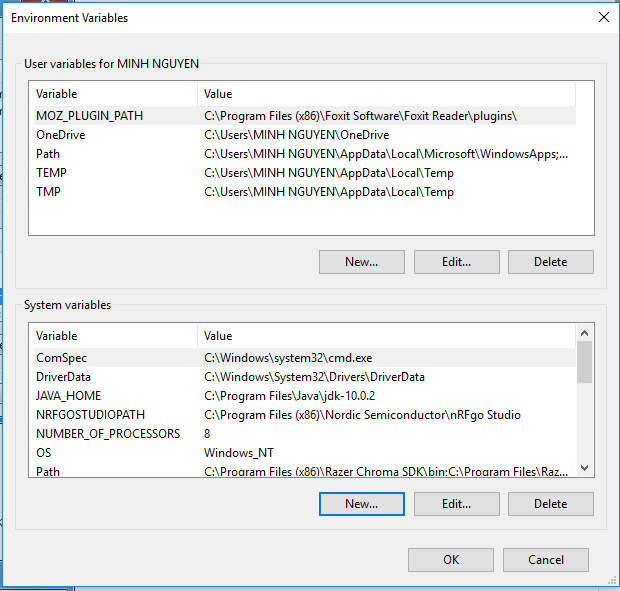 Environment Variables
User variables for MINH NGUYEN
Variable Value
MOZ_PLUGIN_PATH C:\Program Files (x86)\Foxit Software\Foxit Reader\plugins\
OneDrive C:\Users\MINH NGUYEN\OneDrive
Path C:\Users\MINH NGUYEN\AppData\Local\Microsoft\WindowsApps;...
TEMP C:\Users\MINH NGUYEN\AppData\Local\Temp
TMP C:\Users\MINH NGUYEN\AppData\Local\Temp
New... Edit... Delete
System variables
Variable Value
ComSpec C:\Windows\system32\cmd.exe
DriverData C:\Windows\System32\Drivers\DriverData
JAVA_HOME C:\Program Files\Java\jdk-10.0.2
NRFGOSTUDIOPATH C:\Program Files (x86)\Nordic Semiconductor\nRFgo Studio
NUMBER_OF_PROCESSORS 8
OS Windows_NT
Path C:\Program Files (x86)\Razer Chroma SDK\bin;C:\Program Files\Raz...
New... Edit... Delete
OK Cancel